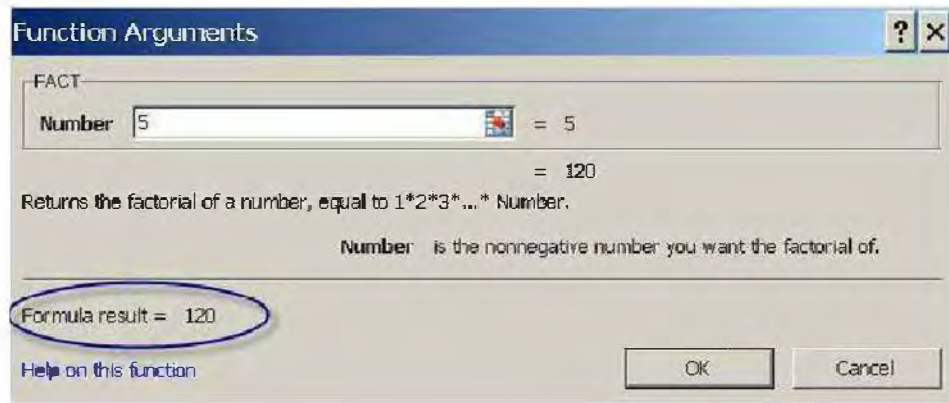 Function Arguments ? ×
FACT
Number 5 = 5
= 120
Returns the factorial of a number, equal to 1*2*3*...* Number.
Number is the nonnegative number you want the factorial of.
Formula result = 120
Help on this function OK Cancel